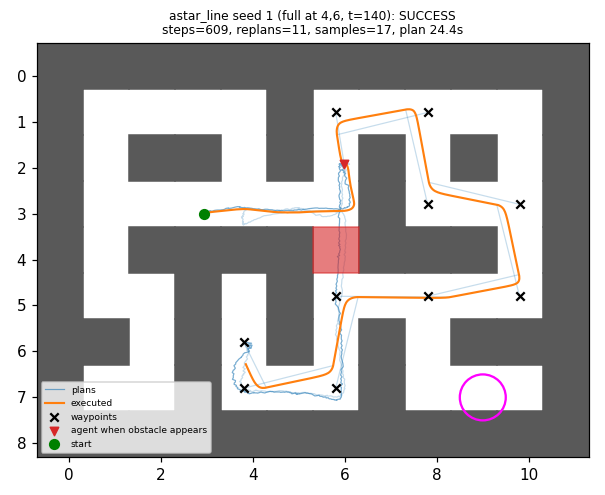 astar_line seed 1 (full at 4,6, t=140): SUCCESS
steps=609, replans=11, samples=17, plan 24.4s
0
1
2
3
4
5
6
7
8
plans
executed
waypoints
agent when obstacle appears
start
0
2
4
6
8
10